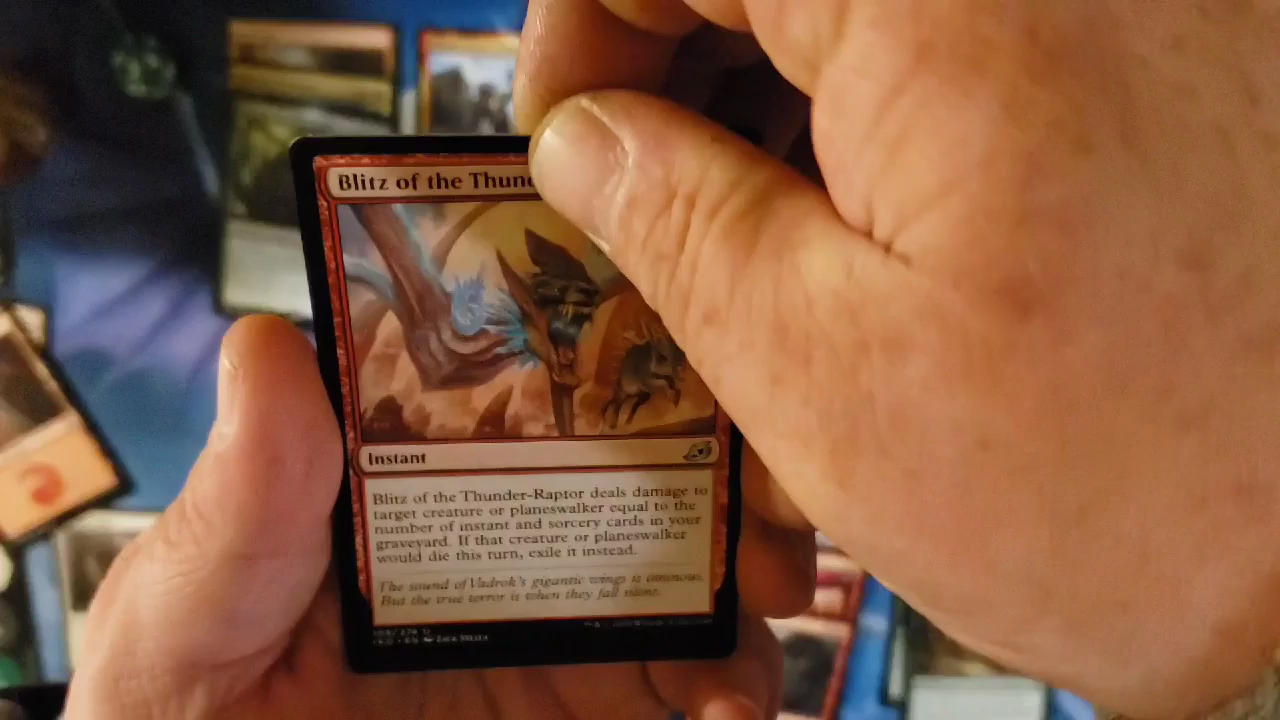 Blitz of the Thund
Instant
Blitz of the Thunder-Raptor deals damage to
target creature or planeswalker equal to the
number of instant and sorcery cards in your
graveyard. If that creature or planeswalker
would die this turn, exile it instead.
The sound of Vadrok's gigantic wings is ominous.
But the true terror is when they fall silent.